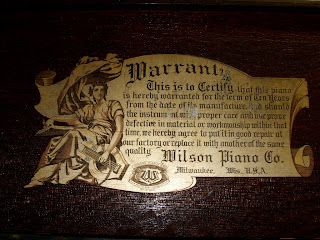 Warranty
This is to Certify that this piano
is hereby warranted for the term of Ten Years
from the date of its manufacture, and should
the instrument with proper care and use prove
defective in material or workmanship within that
time, we hereby agree to put it in good repair at
our factory or replace it with another of the same
quality
Wilson Piano Co.
Milwaukee, Wis. U.S.A.